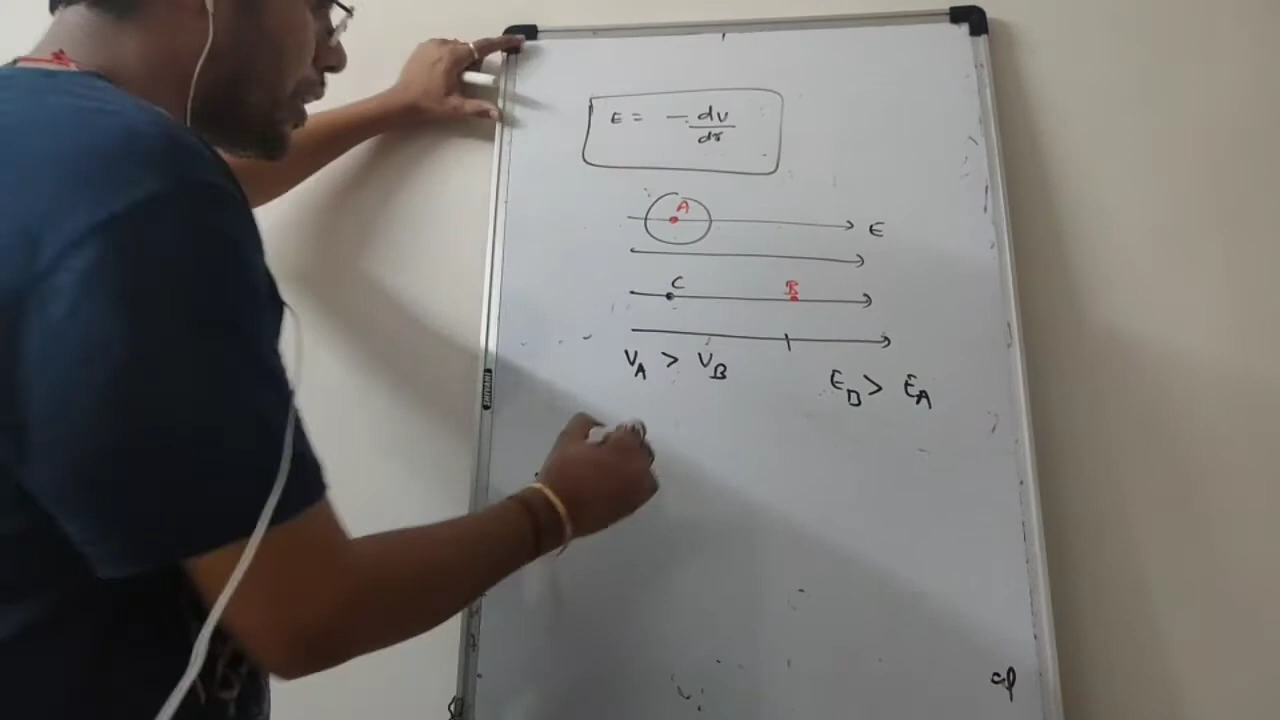 E = - dv/dr
A
E
C
B
V_A > V_B
E_B > E_A